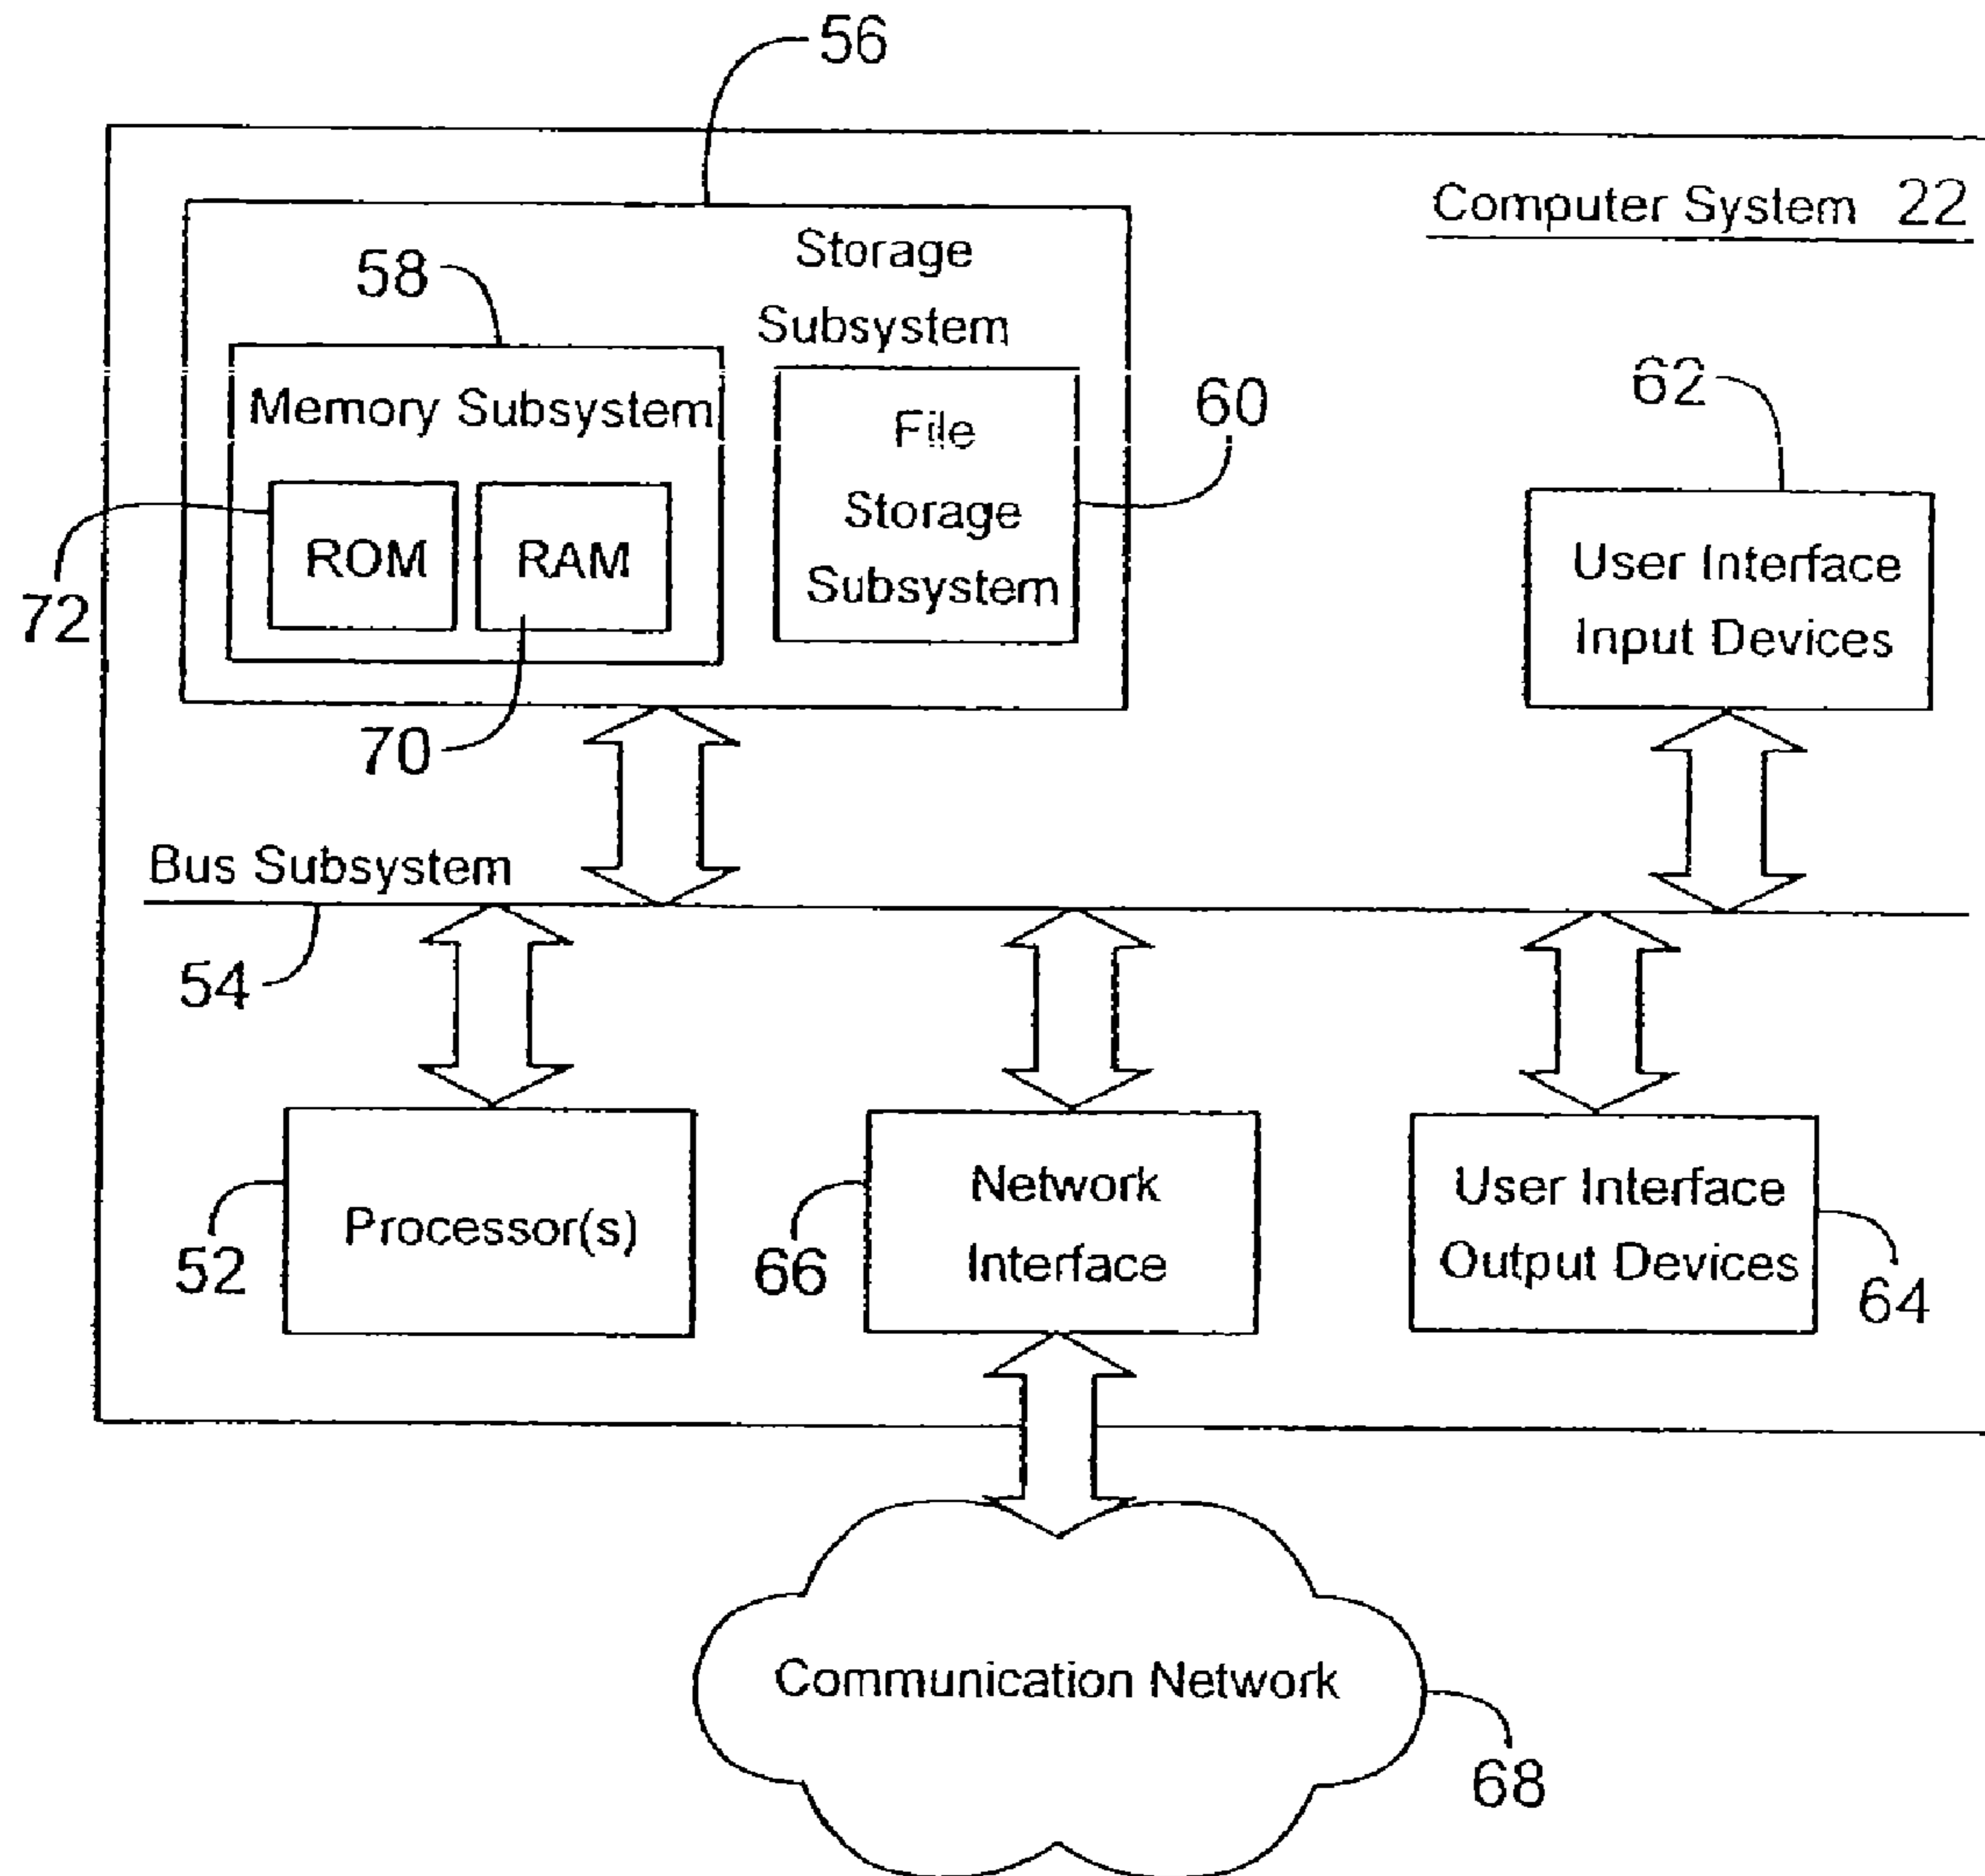 56
Computer System 22
Storage
Subsystem
58
Memory Subsystem
File
Storage
Subsystem
60
62
ROM
RAM
72
70
User Interface
Input Devices
Bus Subsystem
54
Processor(s)
52
Network
Interface
66
User Interface
Output Devices
64
Communication Network
68